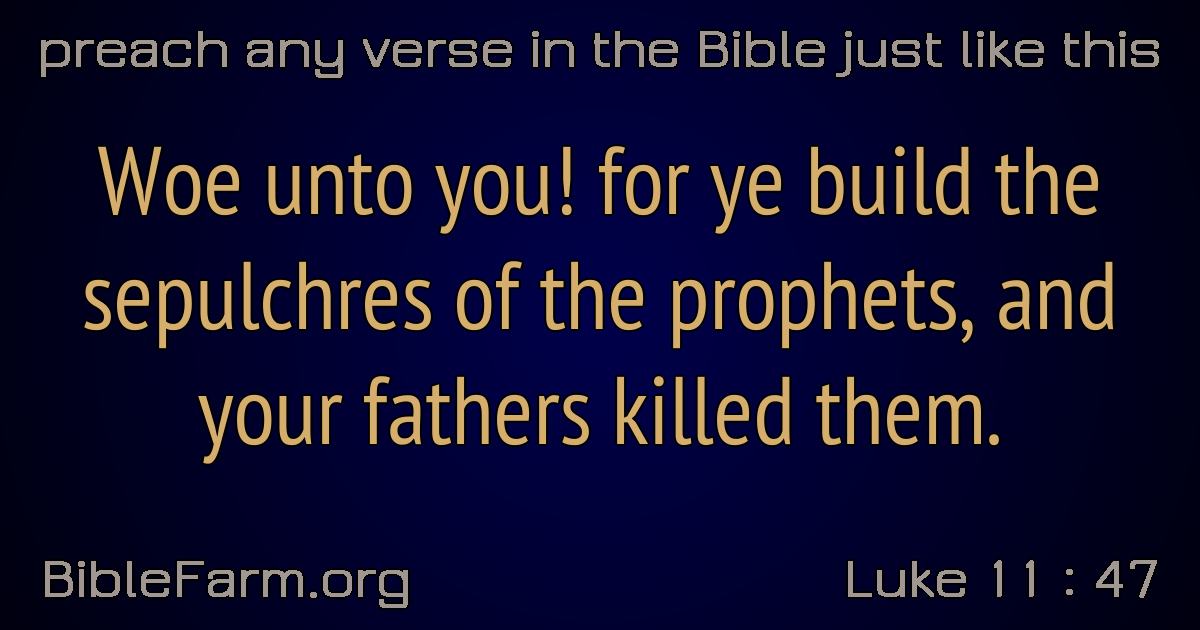 preach any verse in the Bible just like this
Woe unto you! for ye build the
sepulchres of the prophets, and
your fathers killed them.
BibleFarm.org
Luke 11 : 47